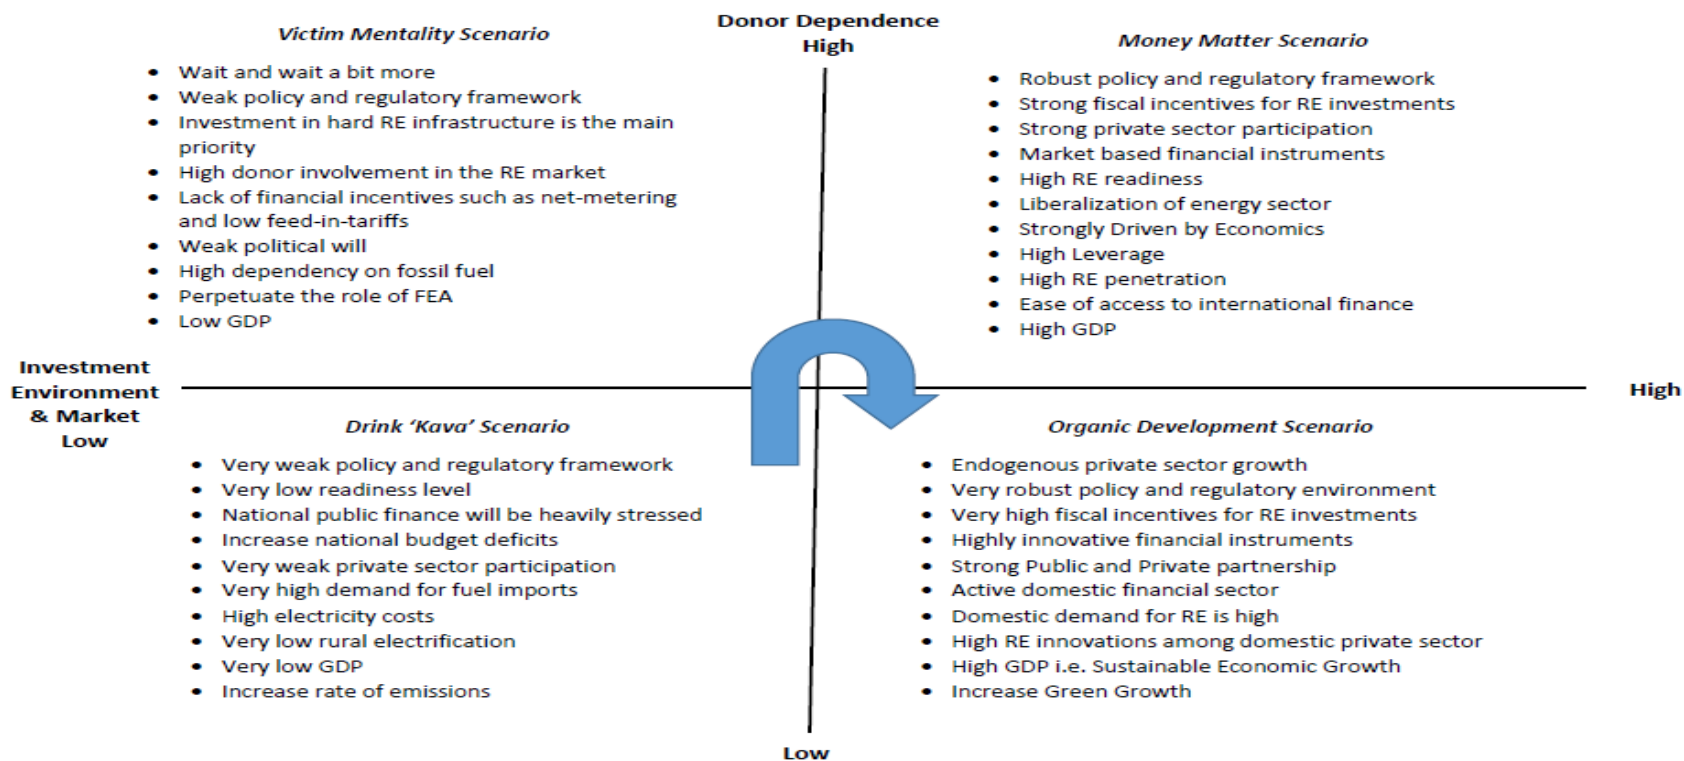 Donor Dependence
High
Victim Mentality Scenario
• Wait and wait a bit more
• Weak policy and regulatory framework
• Investment in hard RE infrastructure is the main
priority
• High donor involvement in the RE market
• Lack of financial incentives such as net-metering
and low feed-in-tariffs
• Weak political will
• High dependency on fossil fuel
• Perpetuate the role of FEA
• Low GDP
Money Matter Scenario
• Robust policy and regulatory framework
• Strong fiscal incentives for RE investments
• Strong private sector participation
• Market based financial instruments
• High RE readiness
• Liberalization of energy sector
• Strongly Driven by Economics
• High Leverage
• High RE penetration
• Ease of access to international finance
• High GDP
Investment
Environment
& Market
Low
High
Drink ‘Kava’ Scenario
• Very weak policy and regulatory framework
• Very low readiness level
• National public finance will be heavily stressed
• Increase national budget deficits
• Very weak private sector participation
• Very high demand for fuel imports
• High electricity costs
• Very low rural electrification
• Very low GDP
• Increase rate of emissions
Organic Development Scenario
• Endogenous private sector growth
• Very robust policy and regulatory environment
• Very high fiscal incentives for RE investments
• Highly innovative financial instruments
• Strong Public and Private partnership
• Active domestic financial sector
• Domestic demand for RE is high
• High RE innovations among domestic private sector
• High GDP i.e. Sustainable Economic Growth
• Increase Green Growth
Low